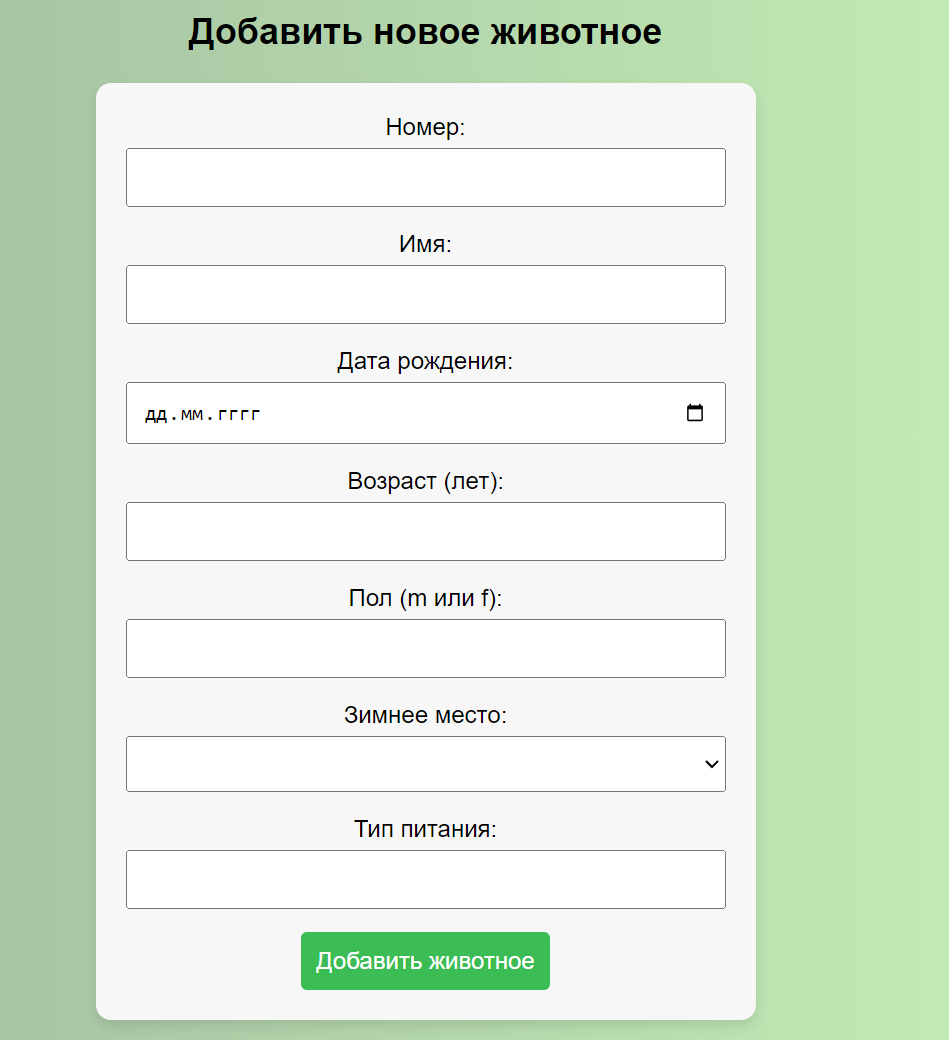 Добавить новое животное
Номер:
Имя:
Дата рождения:
дд.мм.гггг
Возраст (лет):
Пол (m или f):
Зимнее место:
Тип питания:
Добавить животное